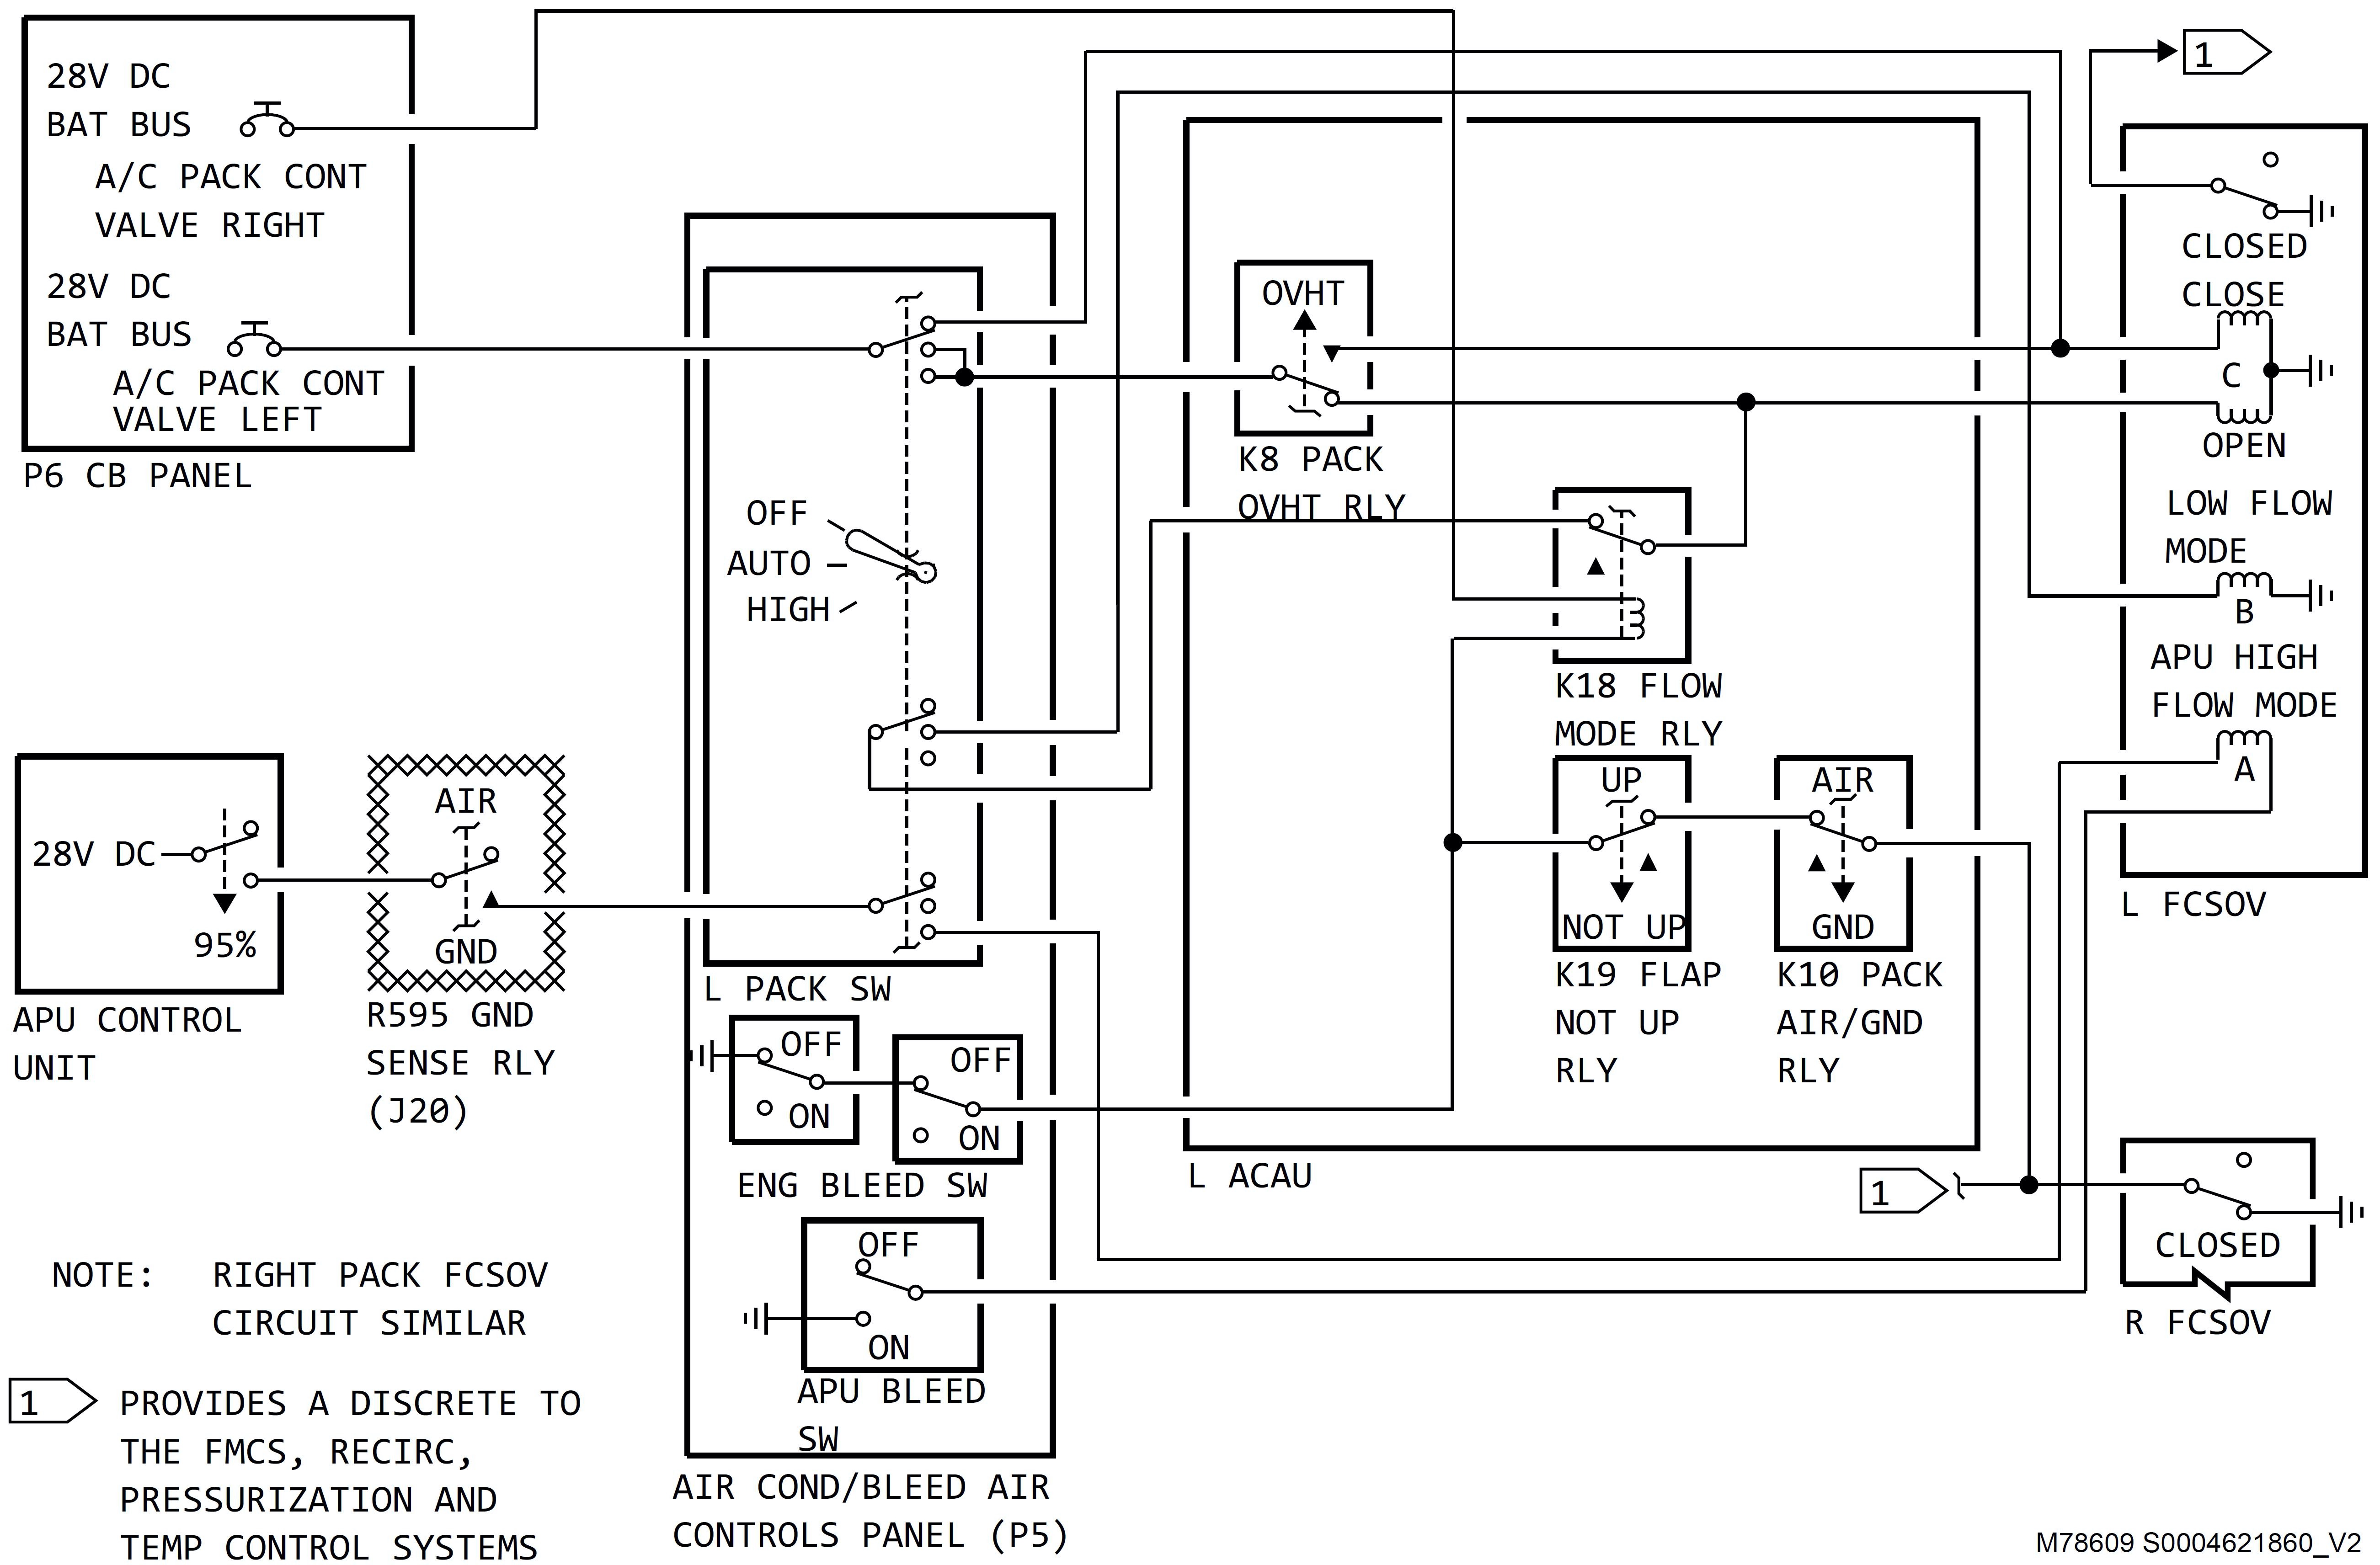 28V DC
BAT BUS
A/C PACK CONT
VALVE RIGHT
28V DC
BAT BUS
A/C PACK CONT
VALVE LEFT
P6 CB PANEL
28V DC
95%
APU CONTROL
UNIT
AIR
GND
R595 GND
SENSE RLY
(J20)
OFF
AUTO
HIGH
L PACK SW
OFF
ON
OFF
ON
ENG BLEED SW
OFF
ON
APU BLEED
SW
AIR COND/BLEED AIR
CONTROLS PANEL (P5)
OVHT
K8 PACK
OVHT RLY
K18 FLOW
MODE RLY
UP
NOT UP
K19 FLAP
NOT UP
RLY
AIR
GND
K10 PACK
AIR/GND
RLY
L ACAU
1
CLOSED
CLOSE
C
OPEN
LOW FLOW
MODE
B
APU HIGH
FLOW MODE
A
L FCSOV
1
CLOSED
R FCSOV
NOTE: RIGHT PACK FCSOV
CIRCUIT SIMILAR
1 PROVIDES A DISCRETE TO
THE FMCS, RECIRC,
PRESSURIZATION AND
TEMP CONTROL SYSTEMS
M78609 S0004621860_V2